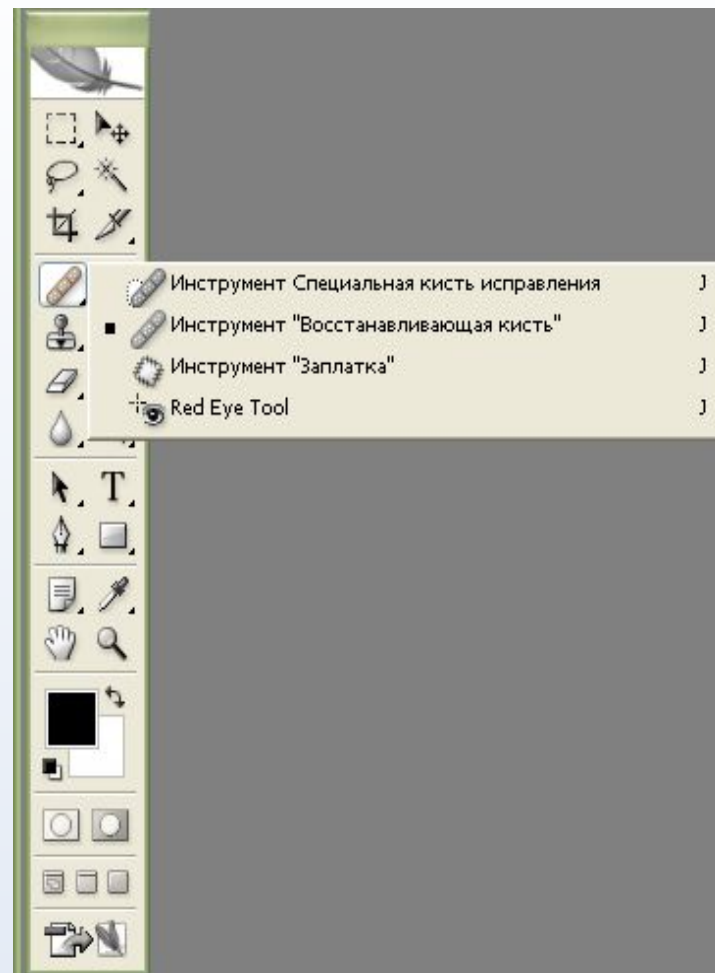 Инструмент Специальная кисть исправления J
Инструмент "Восстанавливающая кисть" J
Инструмент "Заплатка" J
Red Eye Tool J
T